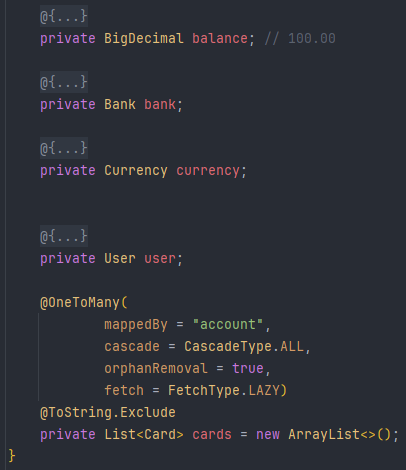 @{...}
private BigDecimal balance; // 100.00
@{...}
private Bank bank;
@{...}
private Currency currency;
@{...}
private User user;
@OneToMany(
mappedBy = "account",
cascade = CascadeType.ALL,
orphanRemoval = true,
fetch = FetchType.LAZY)
@ToString.Exclude
private List<Card> cards = new ArrayList<>();
}